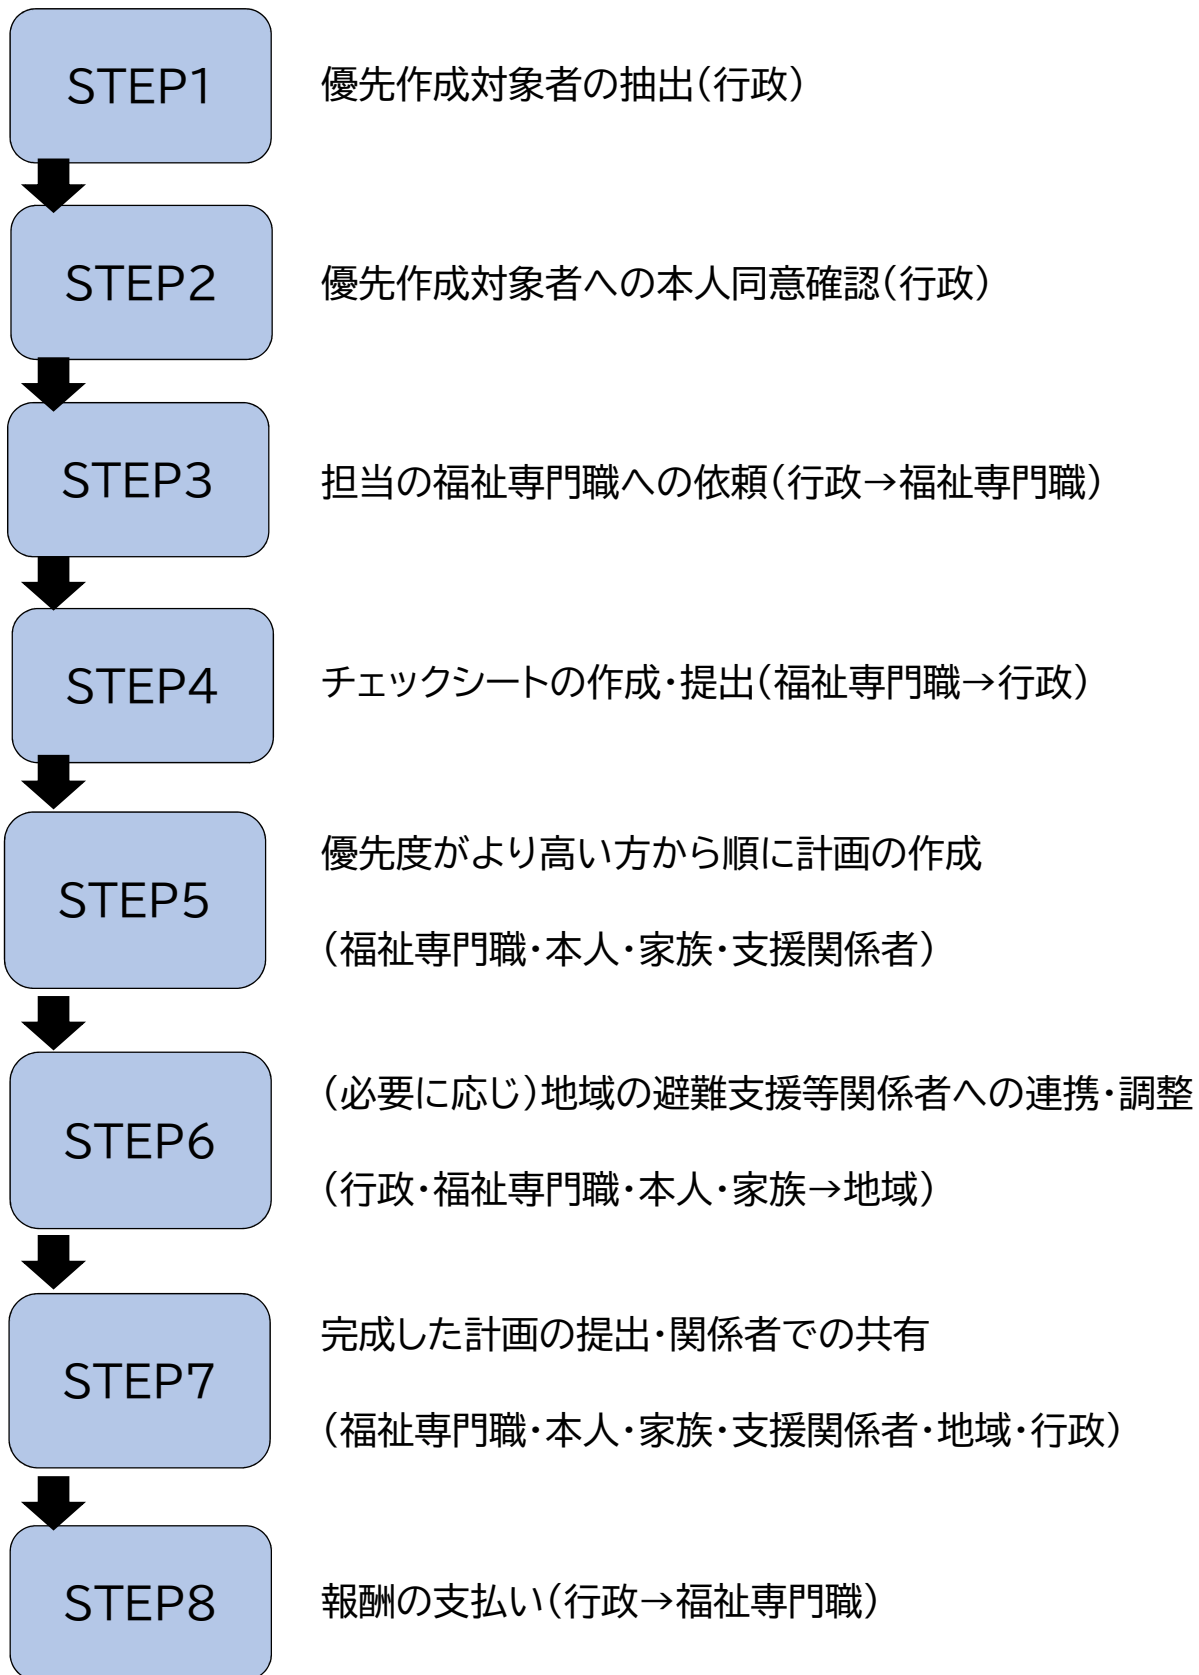 STEP1
優先作成対象者の抽出(行政)
STEP2
優先作成対象者への本人同意確認(行政)
STEP3
担当の福祉専門職への依頼(行政→福祉専門職)
STEP4
チェックシートの作成・提出(福祉専門職→行政)
STEP5
優先度がより高い方から順に計画の作成
(福祉専門職・本人・家族・支援関係者)
STEP6
(必要に応じ)地域の避難支援等関係者への連携・調整
(行政・福祉専門職・本人・家族→地域)
STEP7
完成した計画の提出・関係者での共有
(福祉専門職・本人・家族・支援関係者・地域・行政)
STEP8
報酬の支払い(行政→福祉専門職)